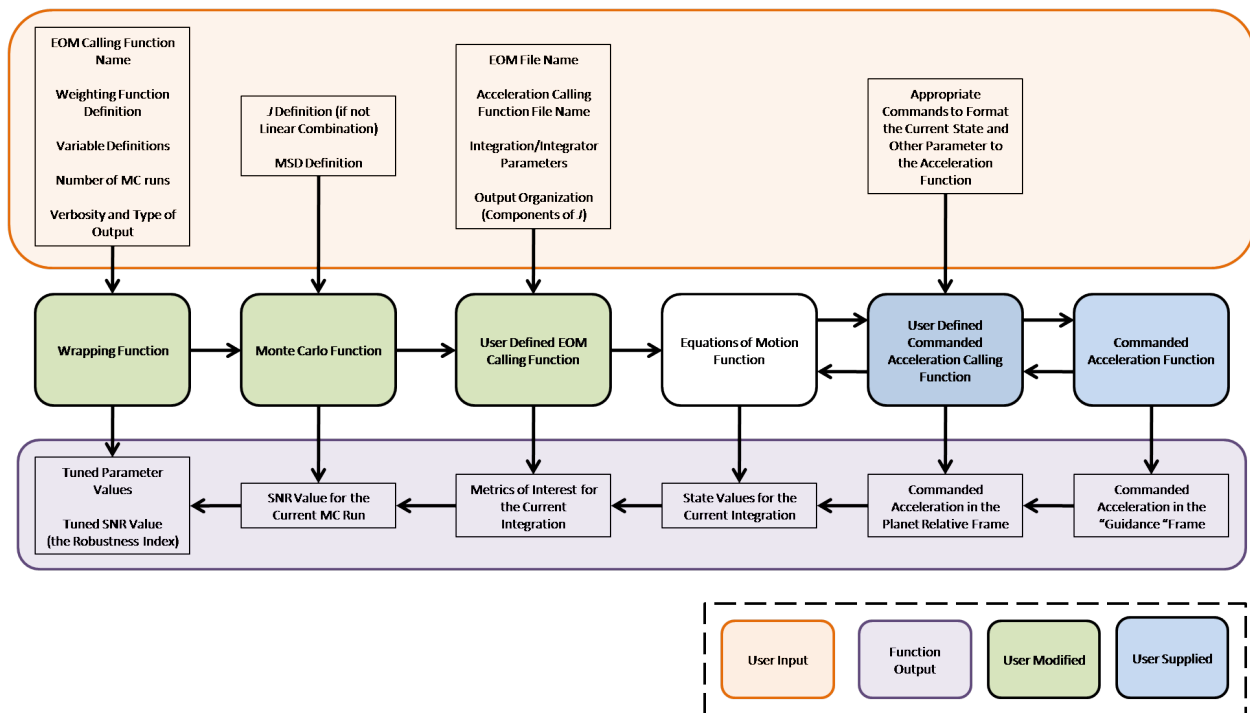 EOM Calling Function
Name
Weighting Function
Definition
Variable Definitions
Number of MC runs
Verbosity and Type of
Output
J Definition (if not
Linear Combination)
MSD Definition
EOM File Name
Acceleration Calling
Function File Name
Integration/Integrator
Parameters
Output Organization
(Components of J)
Appropriate
Commands to Format
the Current State and
Other Parameter to
the Acceleration
Function
Wrapping Function
Monte Carlo Function
User Defined EOM
Calling Function
Equations of Motion
Function
User Defined
Commanded
Acceleration Calling
Function
Commanded
Acceleration Function
Tuned Parameter
Values
Tuned SNR Value
(the Robustness Index)
SNR Value for the
Current MC Run
Metrics of Interest for
the Current
Integration
State Values for the
Current Integration
Commanded
Acceleration in the
Planet Relative Frame
Commanded
Acceleration in the
“Guidance “Frame
User Input
Function
Output
User Modified
User Supplied